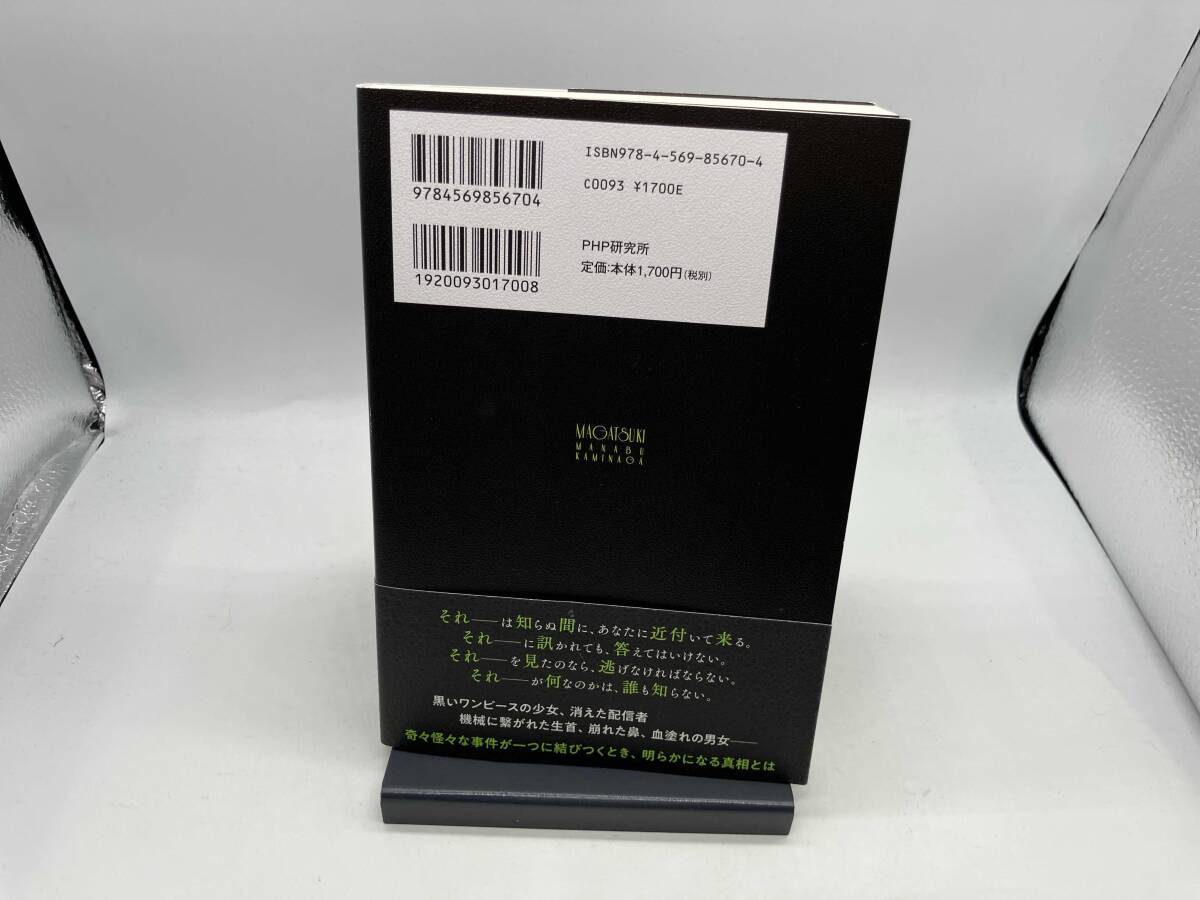 ISBN978-4-569-85670-4
9784569856704
C0093 ¥1700E
PHP研究所
定価:本体1,700円(税別)
1920093017008
MAGATSUKI
MANABU
KAMINAGA
それ――は知らぬ間に、あなたに近付いて来る。
それ――に訊かれても、答えてはいけない。
それ――を見たのなら、逃げなければならない。
それ――が何なのかは、誰も知らない。
黒いワンピースの少女、消えた配信者
機械に繋がれた生首、崩れた鼻、血塗れの男女――
奇々怪々な事件が一つに結びつくとき、明らかになる真相とは